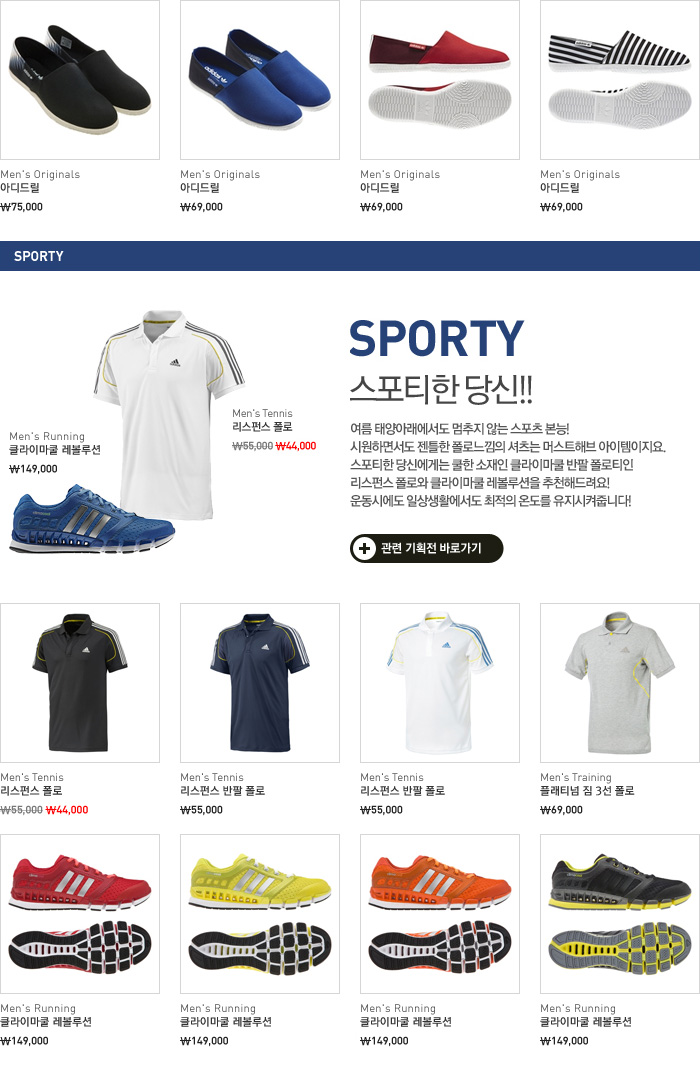 Men's Originals
아디드릴
₩75,000
Men's Originals
아디드릴
₩69,000
Men's Originals
아디드릴
₩69,000
Men's Originals
아디드릴
₩69,000
SPORTY
SPORTY
스포티한 당신!!
여름 태양아래에서도 멈추지 않는 스포츠 본능!
시원하면서도 젠틀한 폴로느낌의 셔츠는 머스트해브 아이템이지요.
스포티한 당신에게는 쿨한 소재인 클라이마쿨 반팔 폴로티인
리스펀스 폴로와 클라이마쿨 레볼루션을 추천해드려요!
운동시에도 일상생활에서도 최적의 온도를 유지시켜줍니다!
관련 기획전 바로가기
Men's Tennis
리스펀스 폴로
₩55,000 ₩44,000
Men's Running
클라이마쿨 레볼루션
₩149,000
adidas
Men's Tennis
리스펀스 폴로
₩55,000 ₩44,000
Men's Tennis
리스펀스 반팔 폴로
₩55,000
Men's Tennis
리스펀스 반팔 폴로
₩55,000
Men's Training
플래티넘 짐 3선 폴로
₩69,000
Men's Running
클라이마쿨 레볼루션
₩149,000
Men's Running
클라이마쿨 레볼루션
₩149,000
Men's Running
클라이마쿨 레볼루션
₩149,000
Men's Running
클라이마쿨 레볼루션
₩149,000